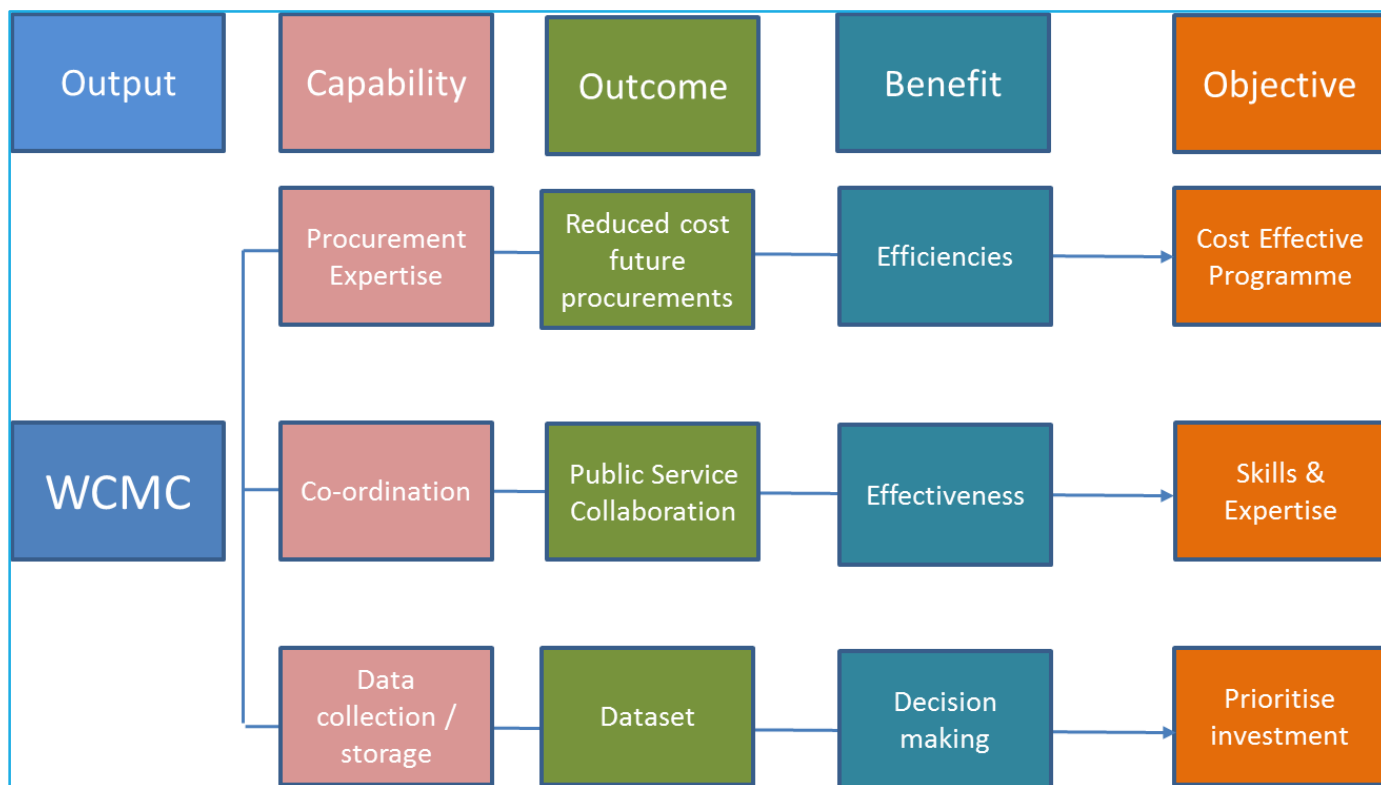 Output
Capability
Outcome
Benefit
Objective
Procurement
Expertise
Reduced cost
future
procurements
Efficiencies
Cost Effective
Programme
WCMC
Co-ordination
Public Service
Collaboration
Effectiveness
Skills &
Expertise
Data
collection /
storage
Dataset
Decision
making
Prioritise
investment